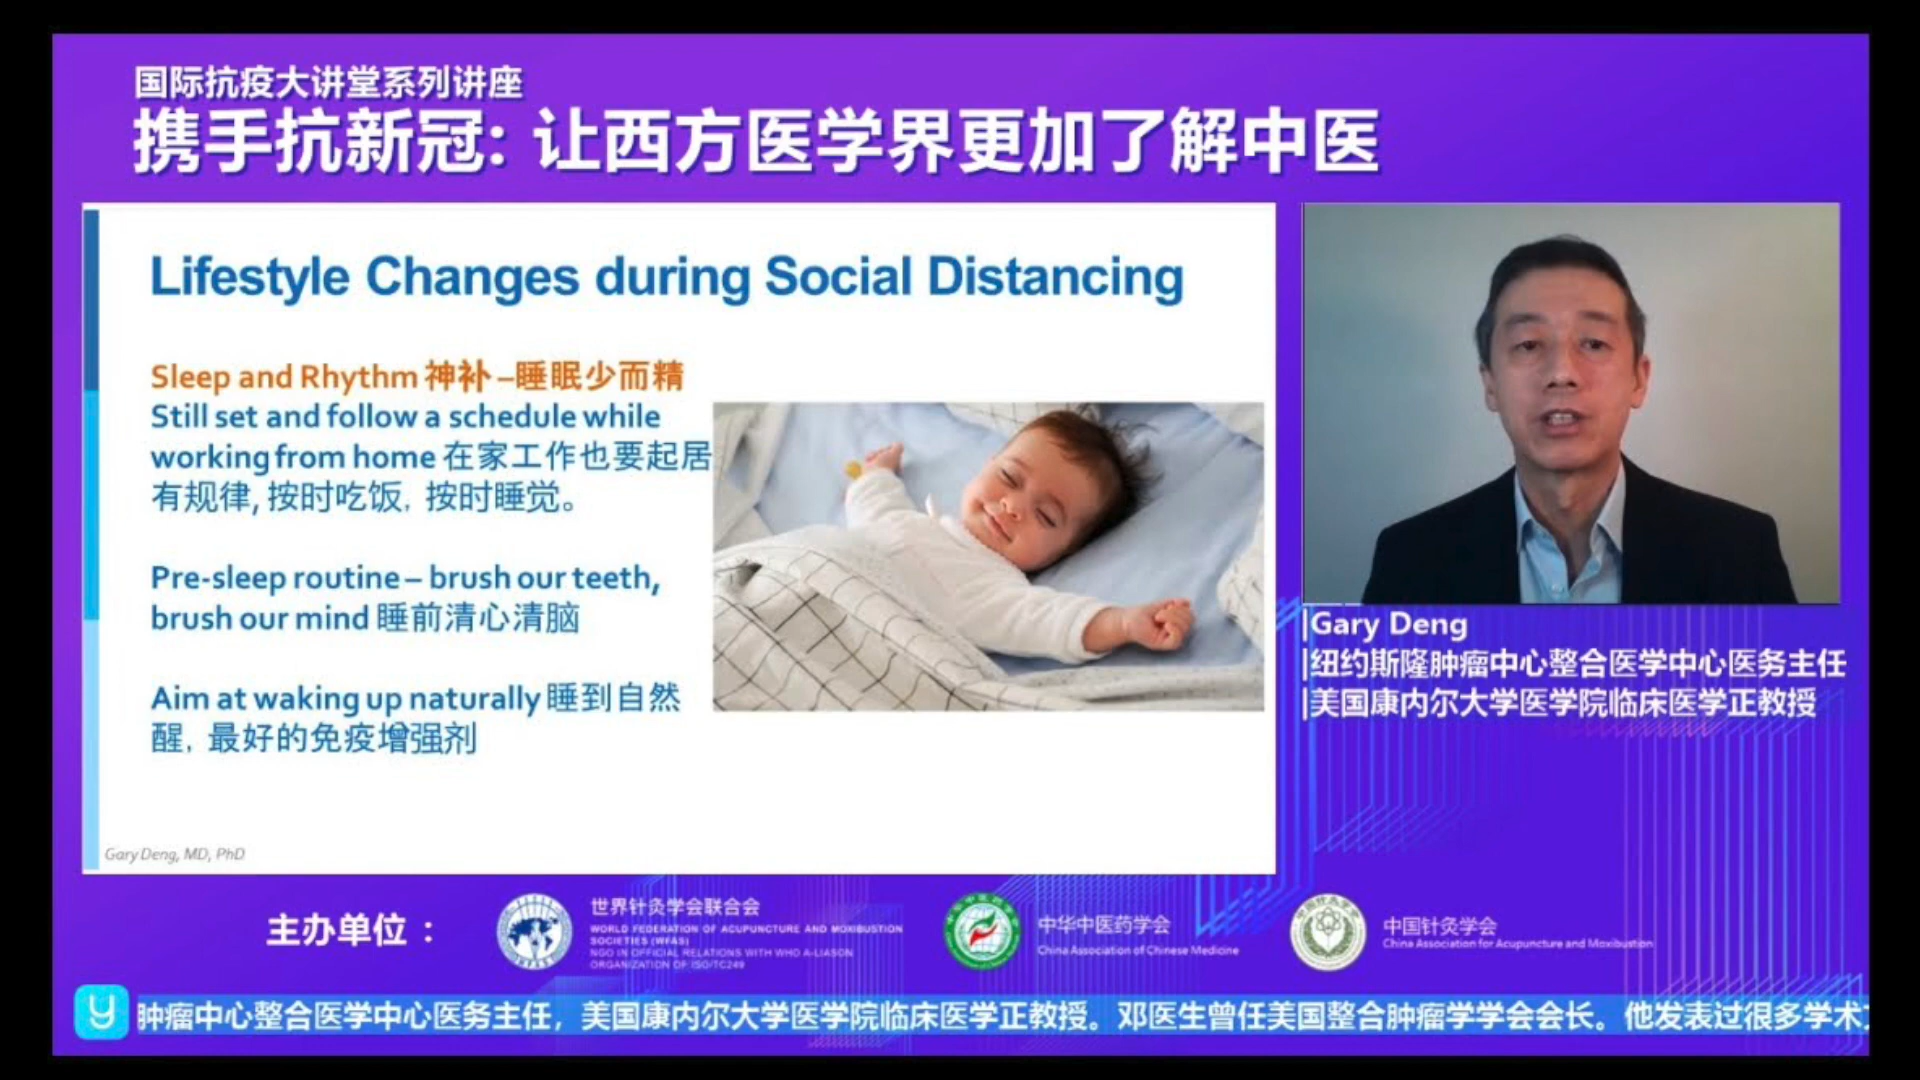 国际抗疫大讲堂系列讲座
携手抗新冠: 让西方医学界更加了解中医
Lifestyle Changes during Social Distancing
Sleep and Rhythm 神补 –睡眠少而精
Still set and follow a schedule while
working from home 在家工作也要起居
有规律, 按时吃饭, 按时睡觉。
Pre-sleep routine – brush our teeth,
brush our mind 睡前清心清脑
Aim at waking up naturally 睡到自然
醒, 最好的免疫增强剂
Gary Deng, MD, PhD
Gary Deng
纽约斯隆肿瘤中心整合医学中心医务主任
美国康内尔大学医学院临床医学正教授
主办单位：
世界针灸学会联合会
WORLD FEDERATION OF ACUPUNCTURE AND MOXIBUSTION
SOCIETIES (WFAS)
NGO IN OFFICIAL RELATIONS WITH WHO A-LIASON
ORGANIZATION OF ISO/TC249
中华中医药学会
China Association of Chinese Medicine
中国针灸学会
China Association for Acupuncture and Moxibustion
肿瘤中心整合医学中心医务主任，美国康内尔大学医学院临床医学正教授。邓医生曾任美国整合肿瘤学学会会长。他发表过很多学术